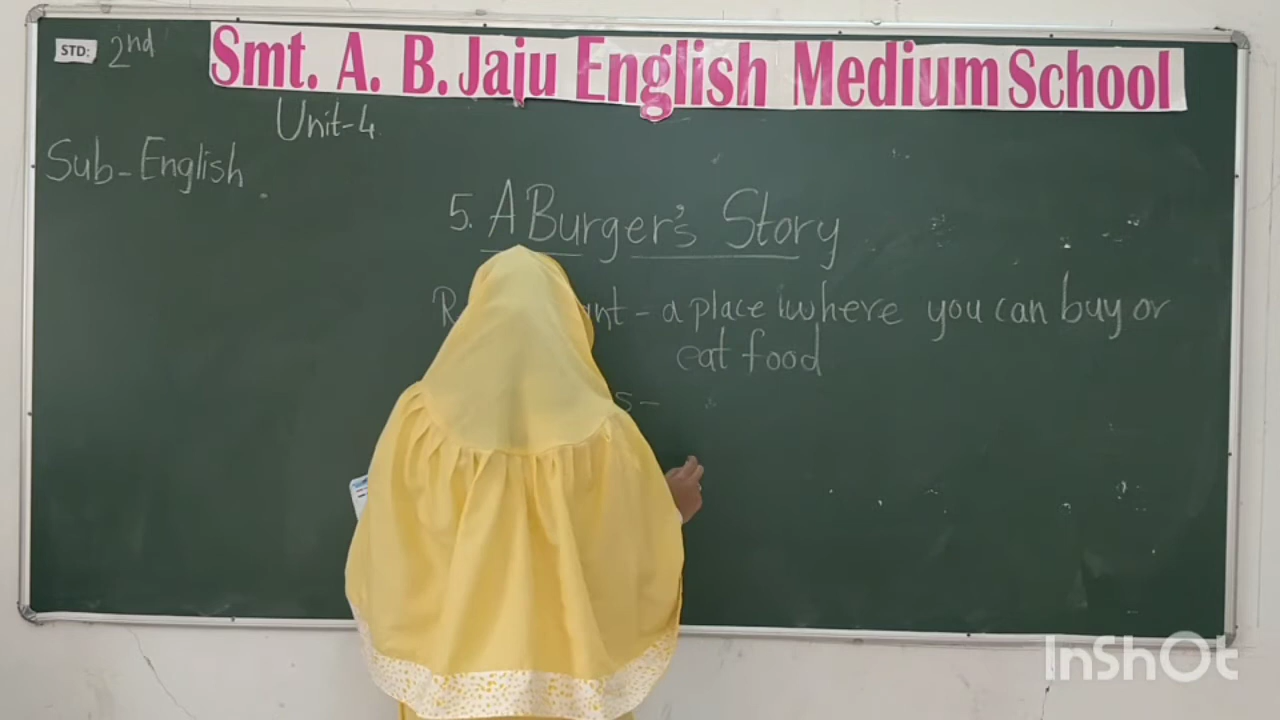 STD: 2nd
Smt. A. B. Jaju English Medium School
Unit-4
Sub-English.
5. A Burger's Story
- a place where you can buy or
eat food
InShOt